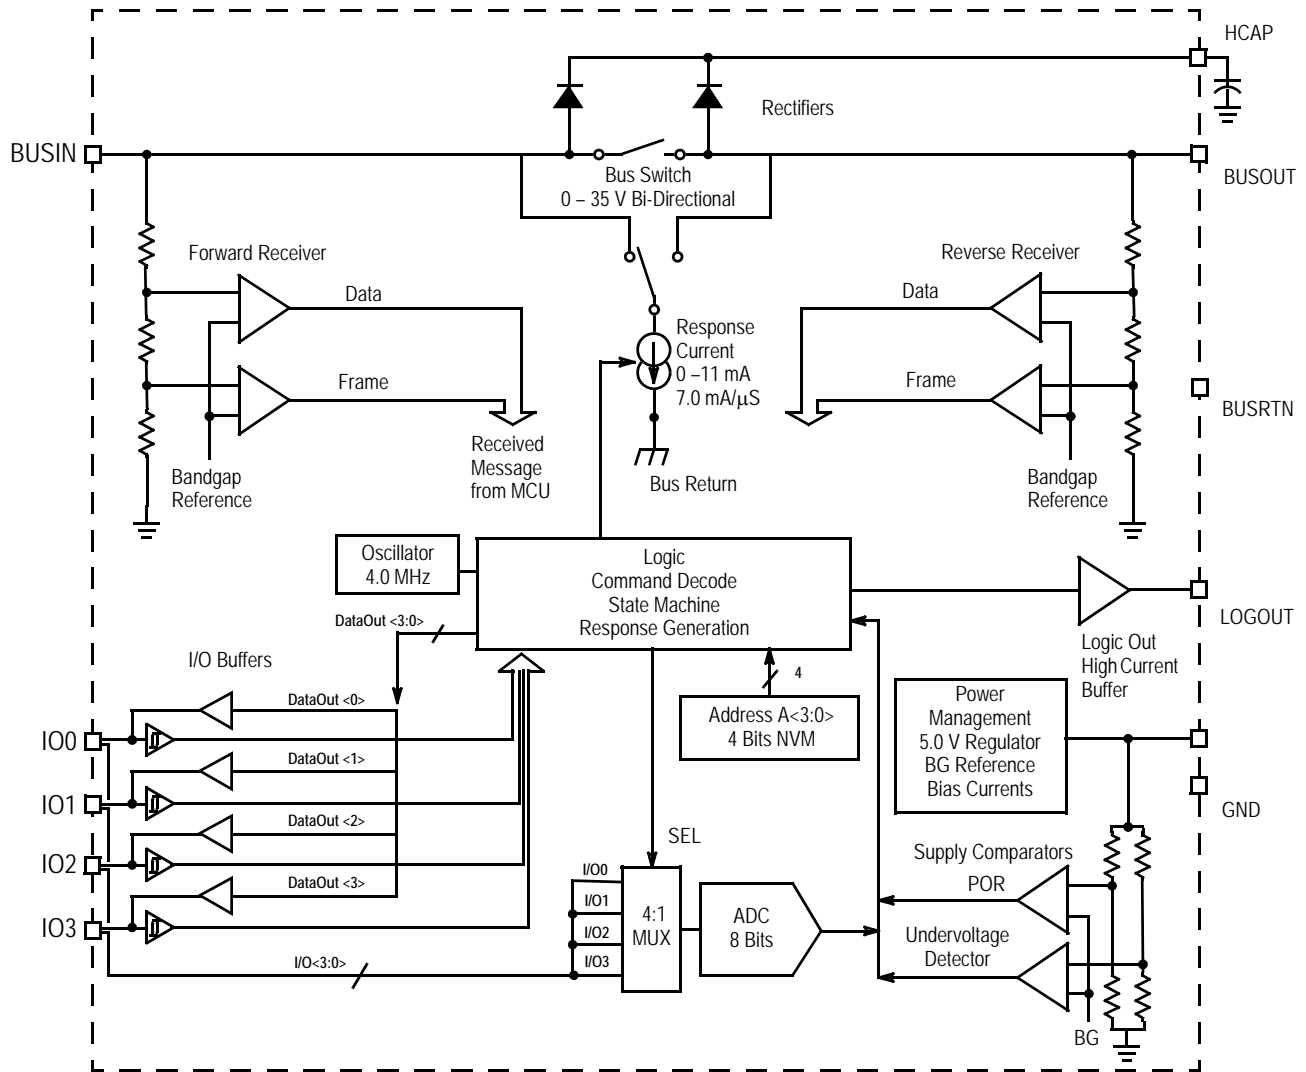 HCAP
Rectifiers
BUSIN
BUSOUT
Bus Switch
0 – 35 V Bi-Directional
Forward Receiver
Data
Frame
Bandgap
Reference
Received
Message
from MCU
Response
Current
0 –11 mA
7.0 mA/µS
Bus Return
Reverse Receiver
Data
Frame
Bandgap
Reference
BUSRTN
Oscillator
4.0 MHz
Logic
Command Decode
State Machine
Response Generation
LOGOUT
Logic Out
High Current
Buffer
DataOut <3:0>
I/O Buffers
DataOut <0>
IO0
DataOut <1>
IO1
DataOut <2>
IO2
DataOut <3>
IO3
I/O<3:0>
4
Address A<3:0>
4 Bits NVM
Power
Management
5.0 V Regulator
BG Reference
Bias Currents
GND
SEL
I/O0
I/O1
I/O2
I/O3
4:1
MUX
ADC
8 Bits
Supply Comparators
POR
Undervoltage
Detector
BG